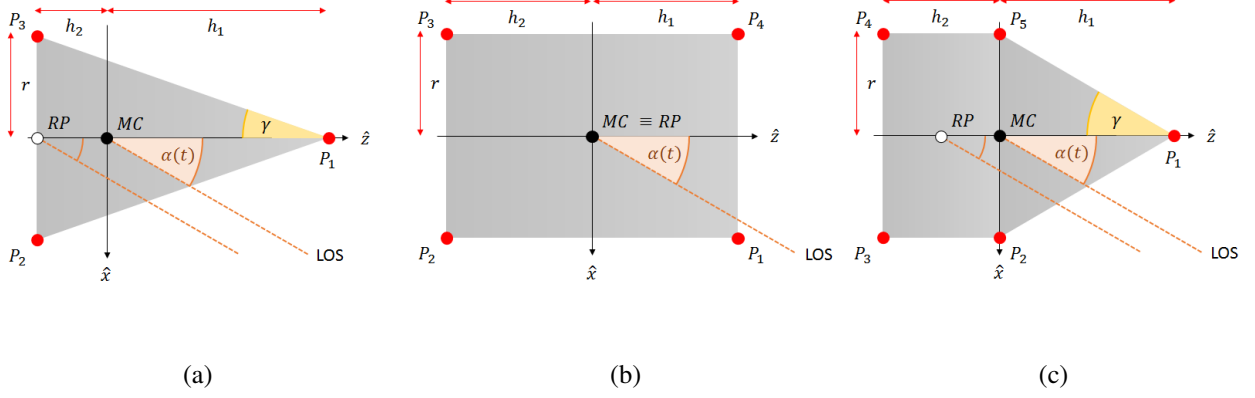 h₂ h₁
P₃
r
RP MC γ ẑ
α(t) P₁
P₂ LOS
x̂
(a)
h₂ h₁
P₃ P₄
r
MC ≡ RP ẑ
α(t)
P₂ P₁
x̂ LOS
(b)
h₂ h₁
P₄ P₅
r
RP MC γ ẑ
α(t) P₁
P₃ P₂ LOS
x̂
(c)